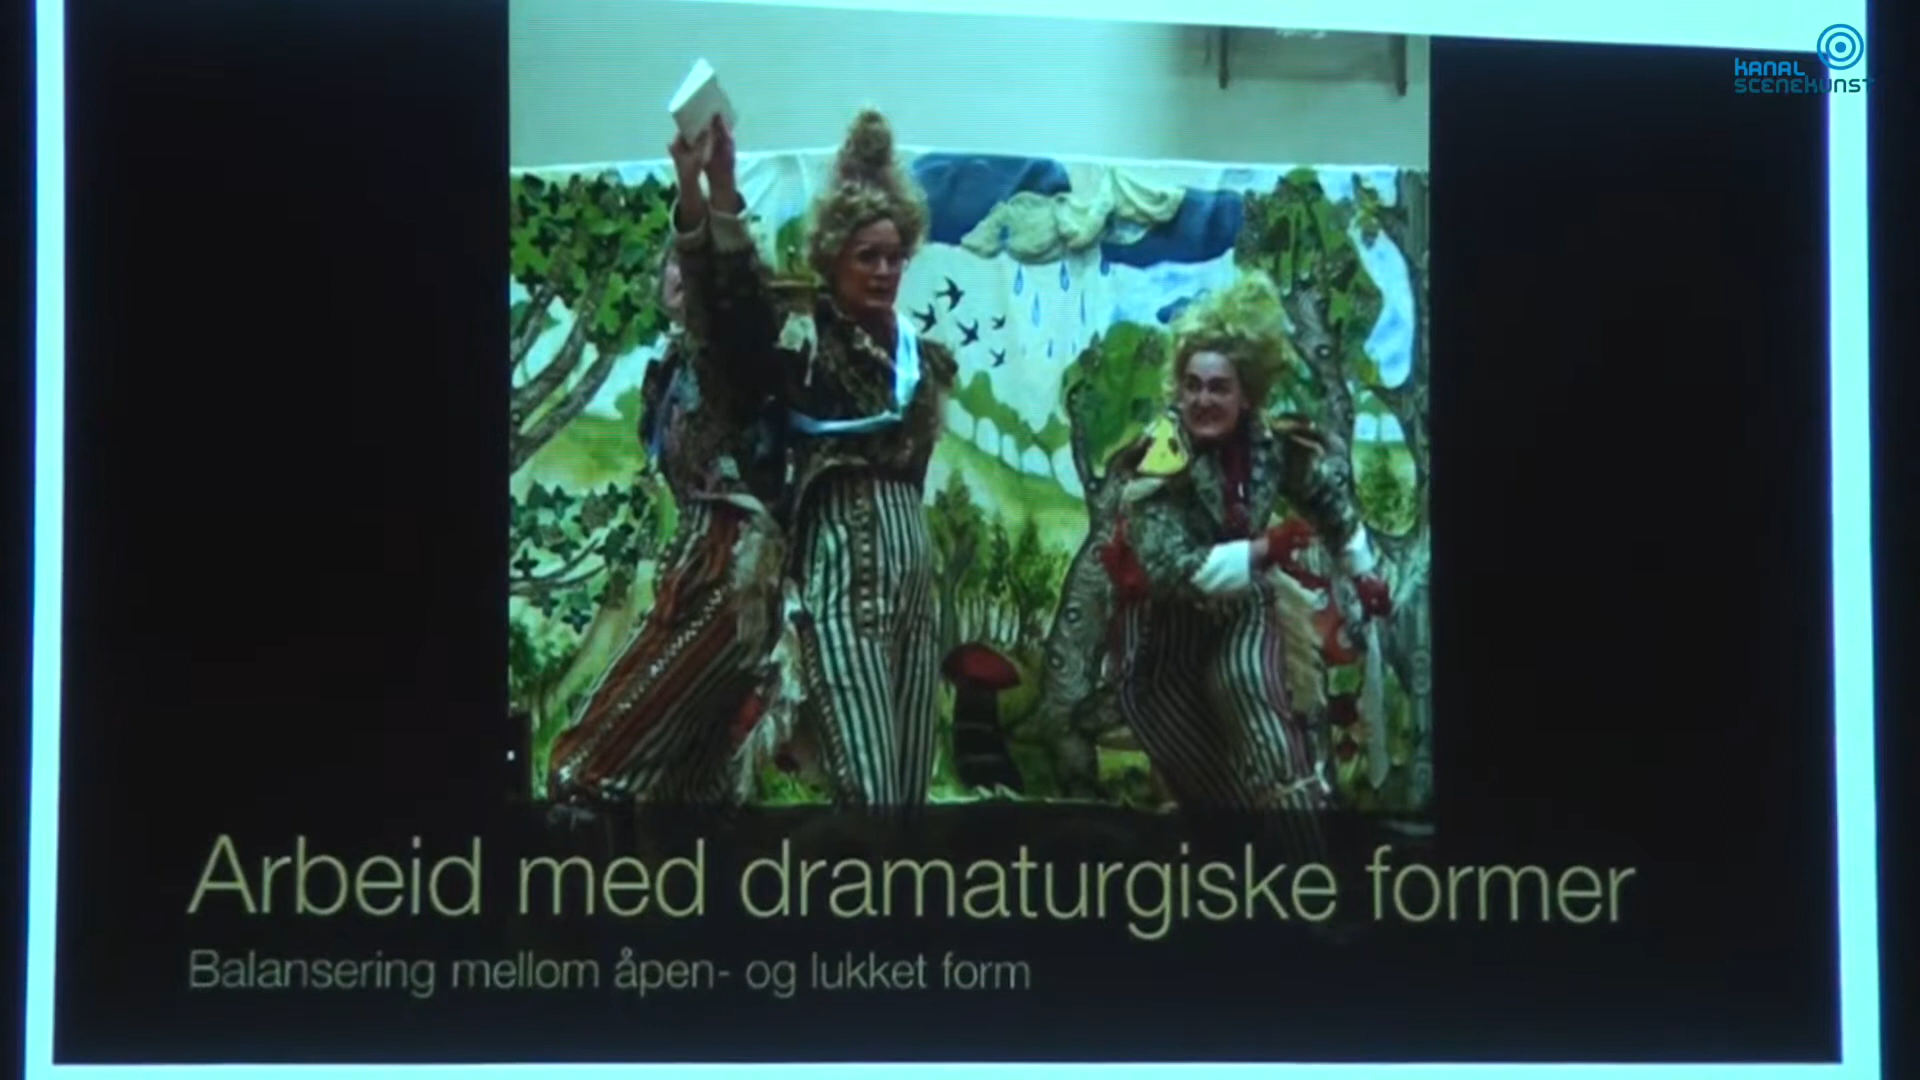 KANAL
SCENEKUNST
Arbeid med dramaturgiske former
Balansering mellom åpen- og lukket form